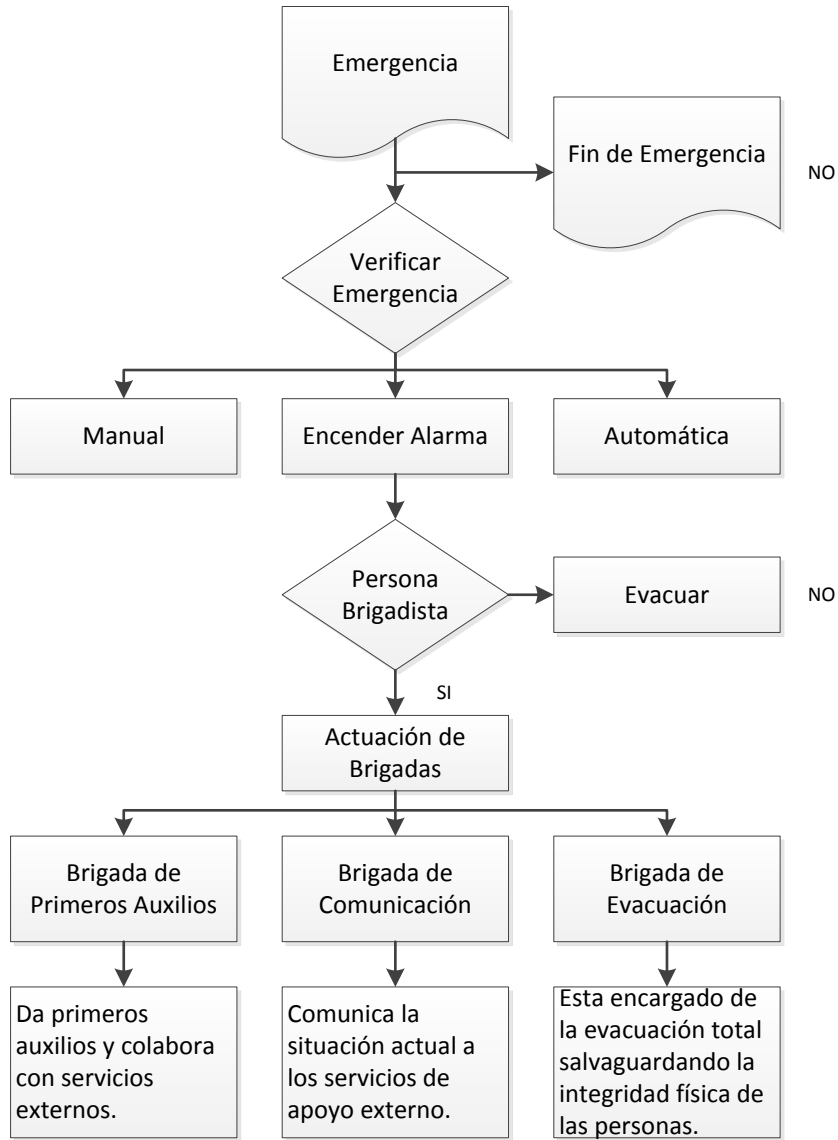 Emergencia
Fin de Emergencia
NO
Verificar
Emergencia
Manual
Encender Alarma
Automática
Persona
Brigadista
Evacuar
NO
SI
Actuación de
Brigadas
Brigada de
Primeros Auxilios
Brigada de
Comunicación
Brigada de
Evacuación
Da primeros
auxilios y colabora
con servicios
externos.
Comunica la
situación actual a
los servicios de
apoyo externo.
Esta encargado de
la evacuación total
salvaguardando la
integridad física de
las personas.